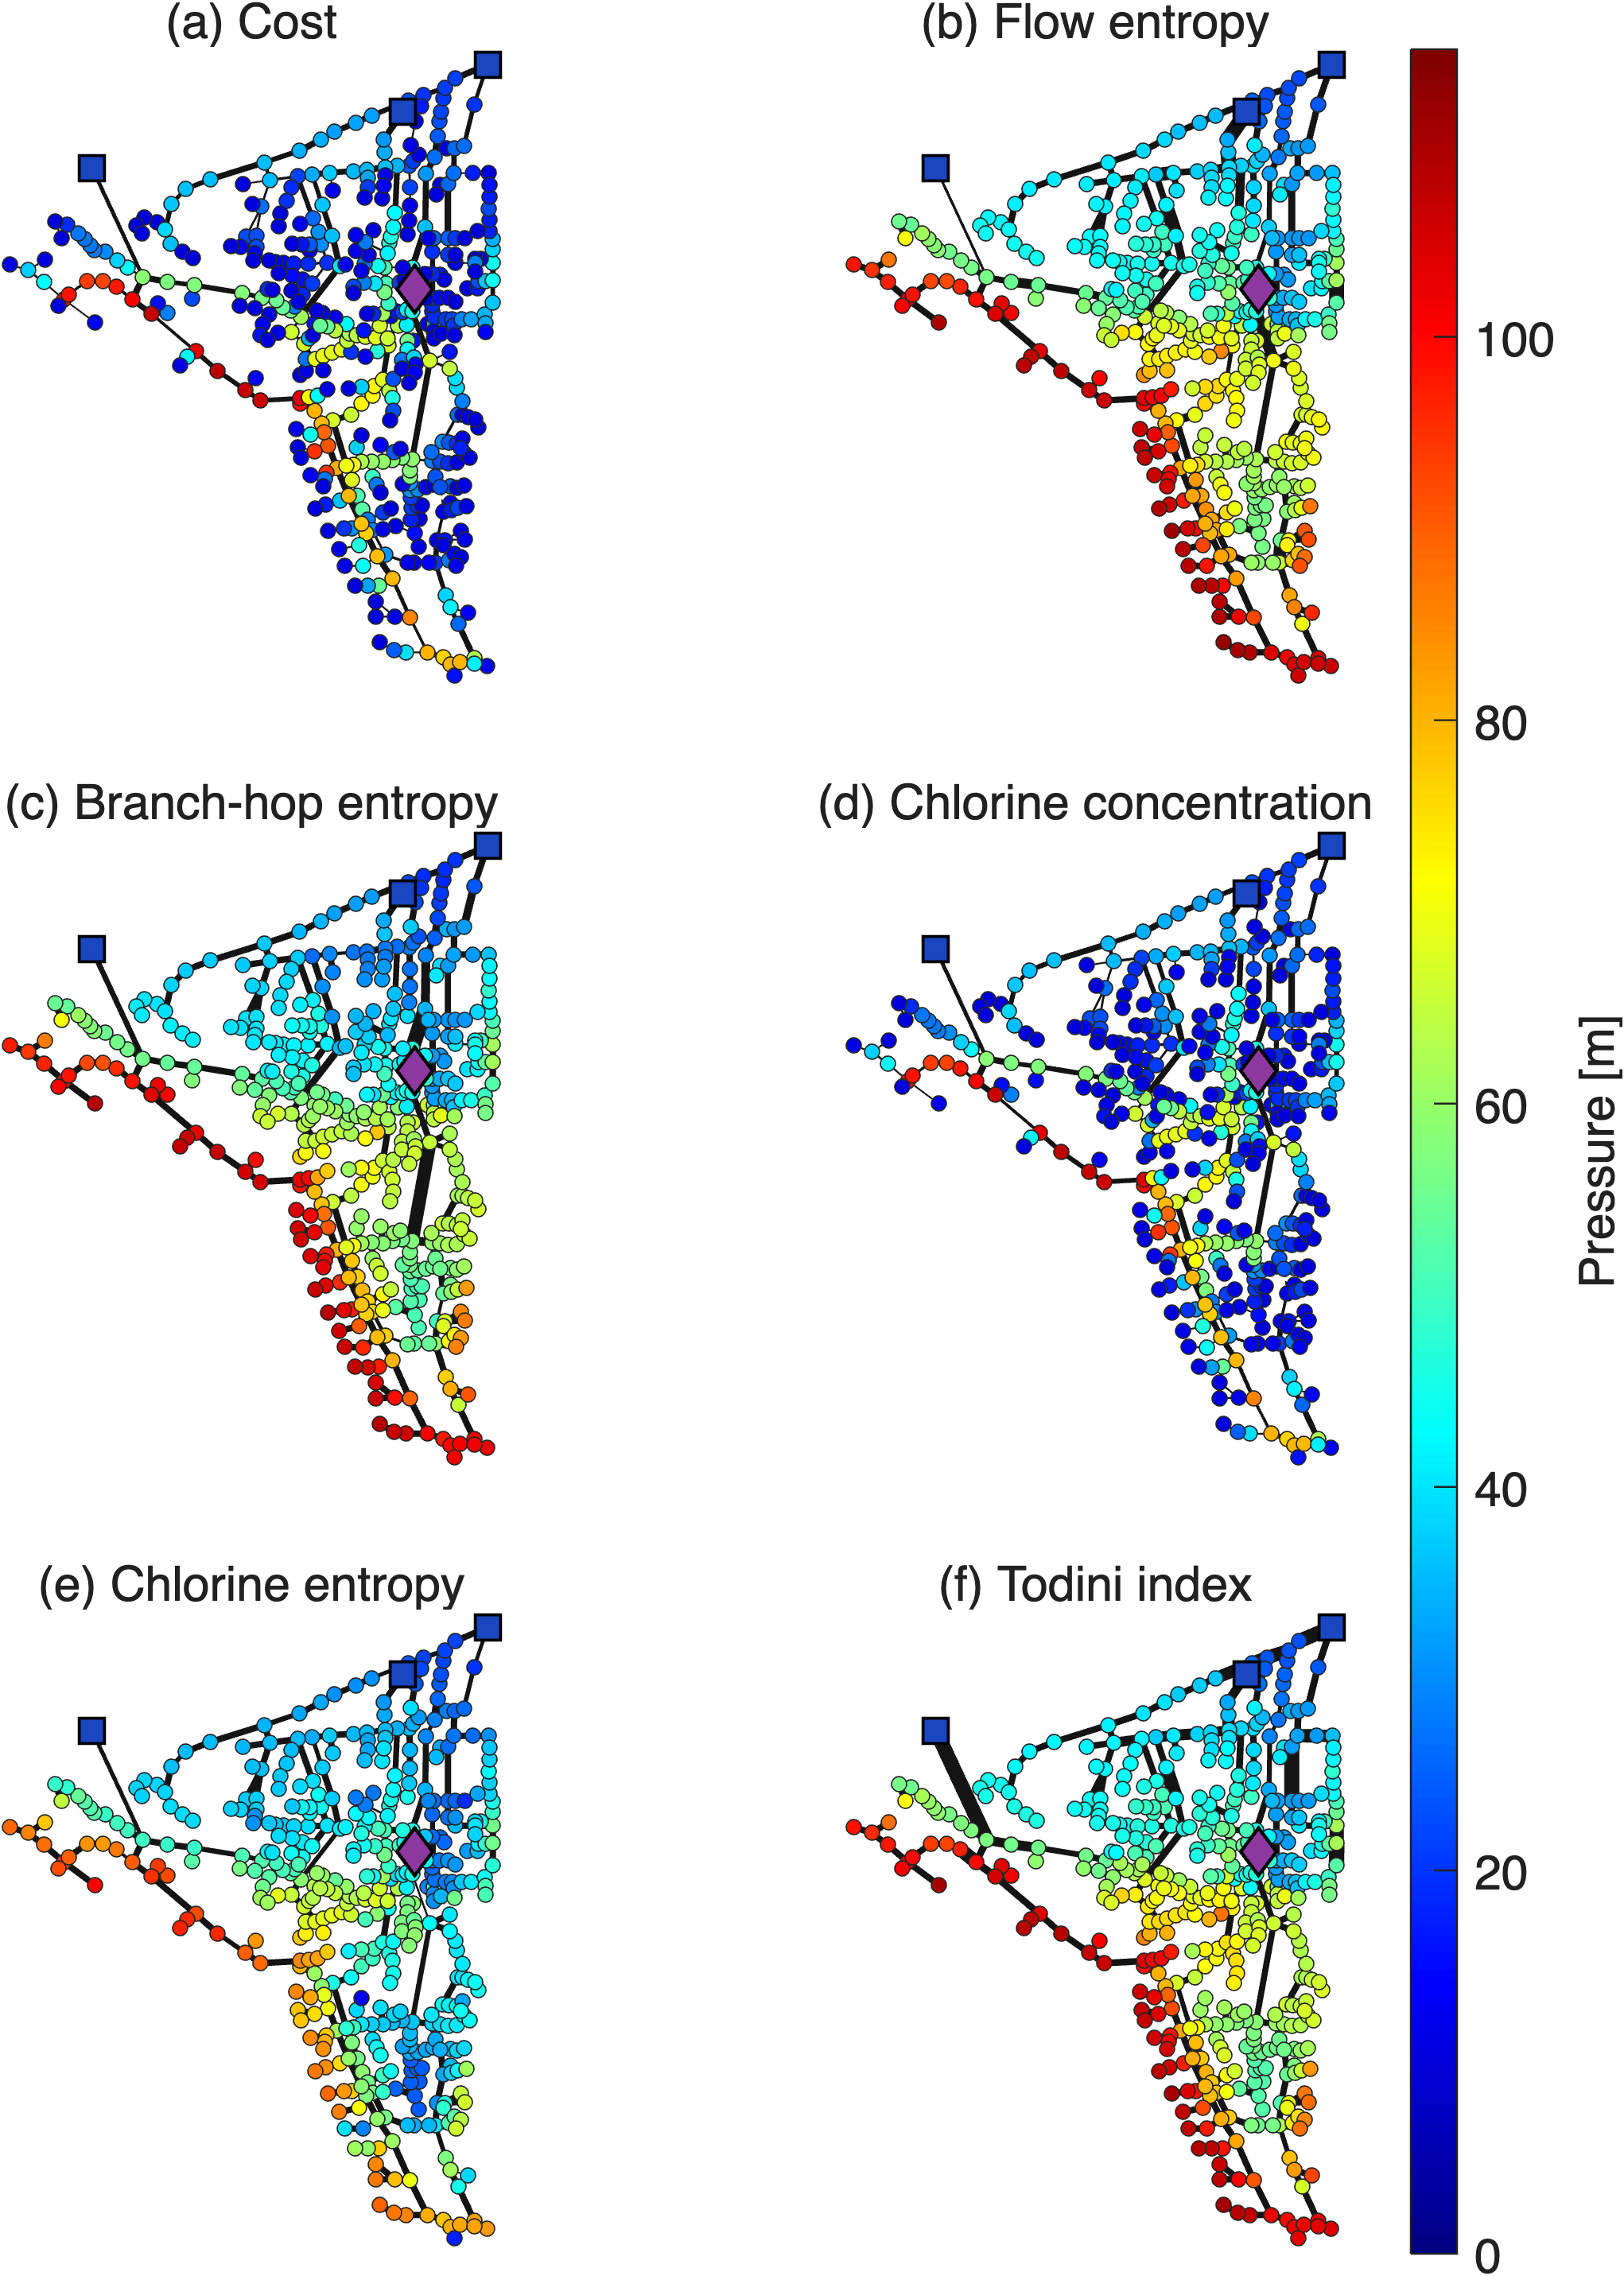 (a) Cost
(b) Flow entropy
(c) Branch-hop entropy
(d) Chlorine concentration
(e) Chlorine entropy
(f) Todini index
100
80
60
40
20
0
Pressure [m]